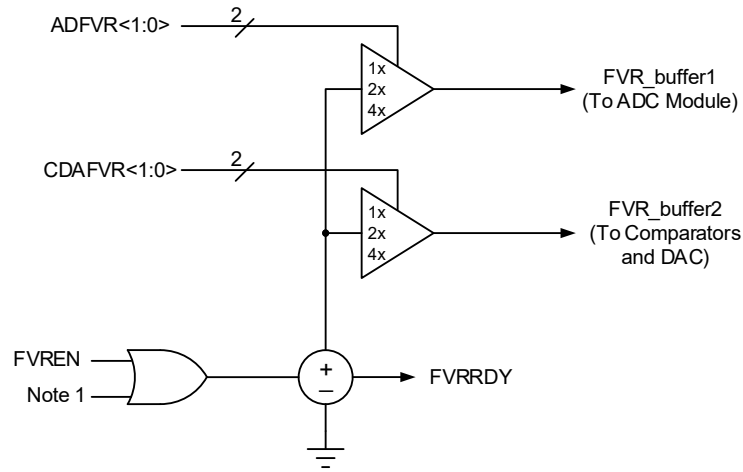 ADFVR<1:0>
2
1x
2x
4x
FVR_buffer1
(To ADC Module)
CDAFVR<1:0>
2
1x
2x
4x
FVR_buffer2
(To Comparators
and DAC)
FVREN
Note 1
+
–
FVRRDY